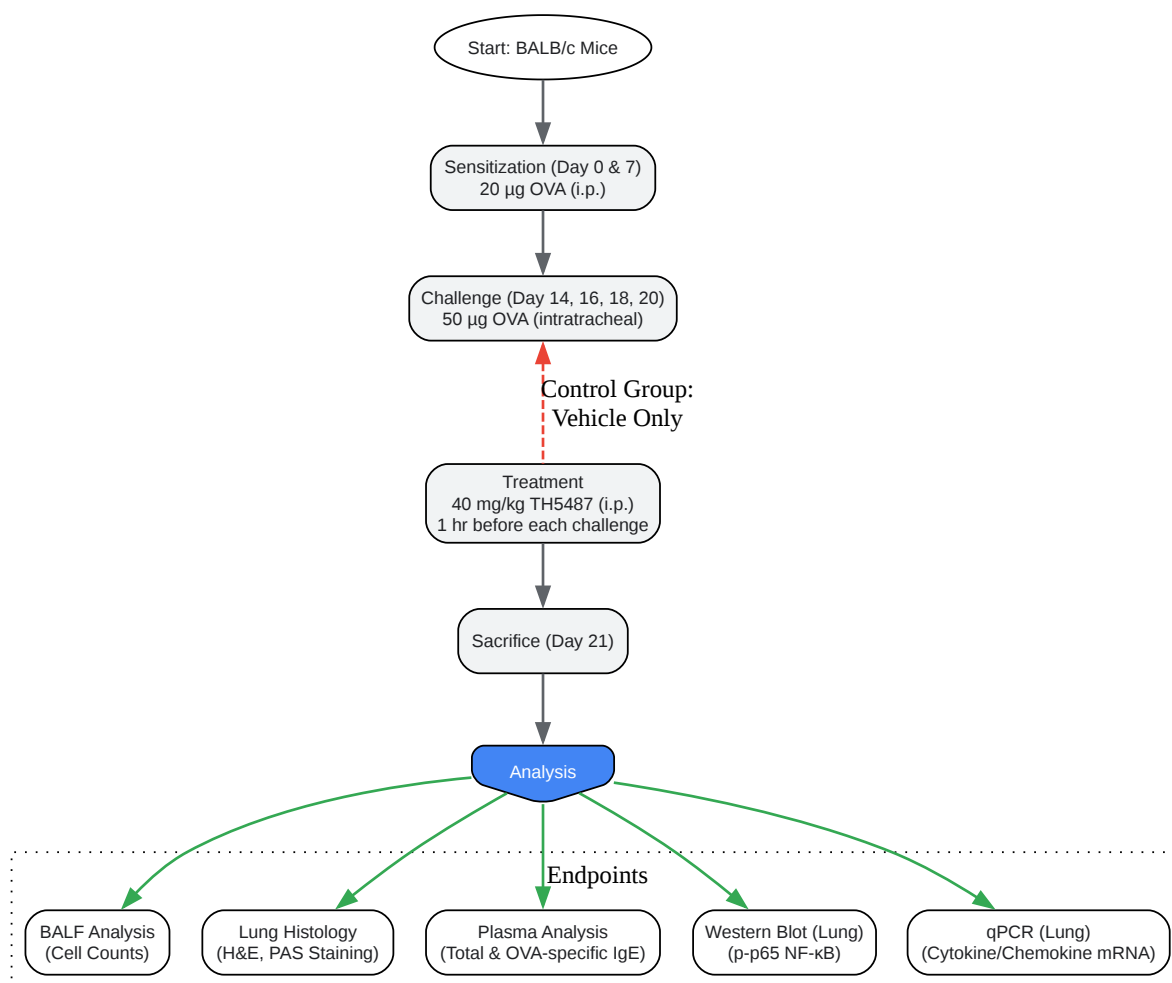 Start: BALB/c Mice
Sensitization (Day 0 & 7)
20 µg OVA (i.p.)
Challenge (Day 14, 16, 18, 20)
50 µg OVA (intratracheal)
Control Group:
Vehicle Only
Treatment
40 mg/kg TH5487 (i.p.)
1 hr before each challenge
Sacrifice (Day 21)
Analysis
Endpoints
BALF Analysis
(Cell Counts)
Lung Histology
(H&E, PAS Staining)
Plasma Analysis
(Total & OVA-specific IgE)
Western Blot (Lung)
(p-p65 NF-κB)
qPCR (Lung)
(Cytokine/Chemokine mRNA)